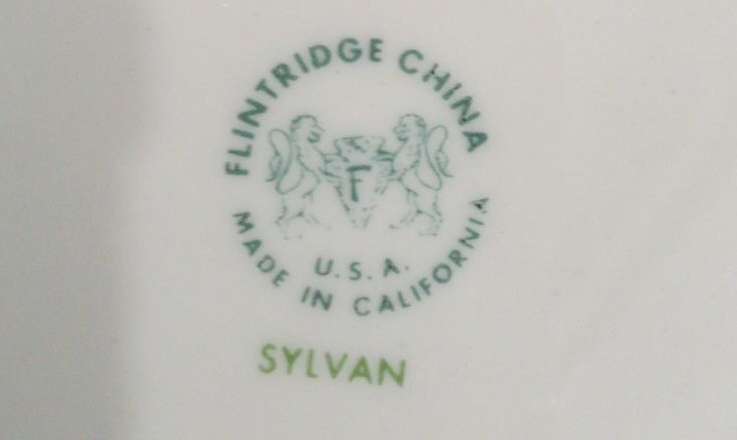 FLINTRIDGE CHINA
F
U.S.A.
MADE IN CALIFORNIA
SYLVAN